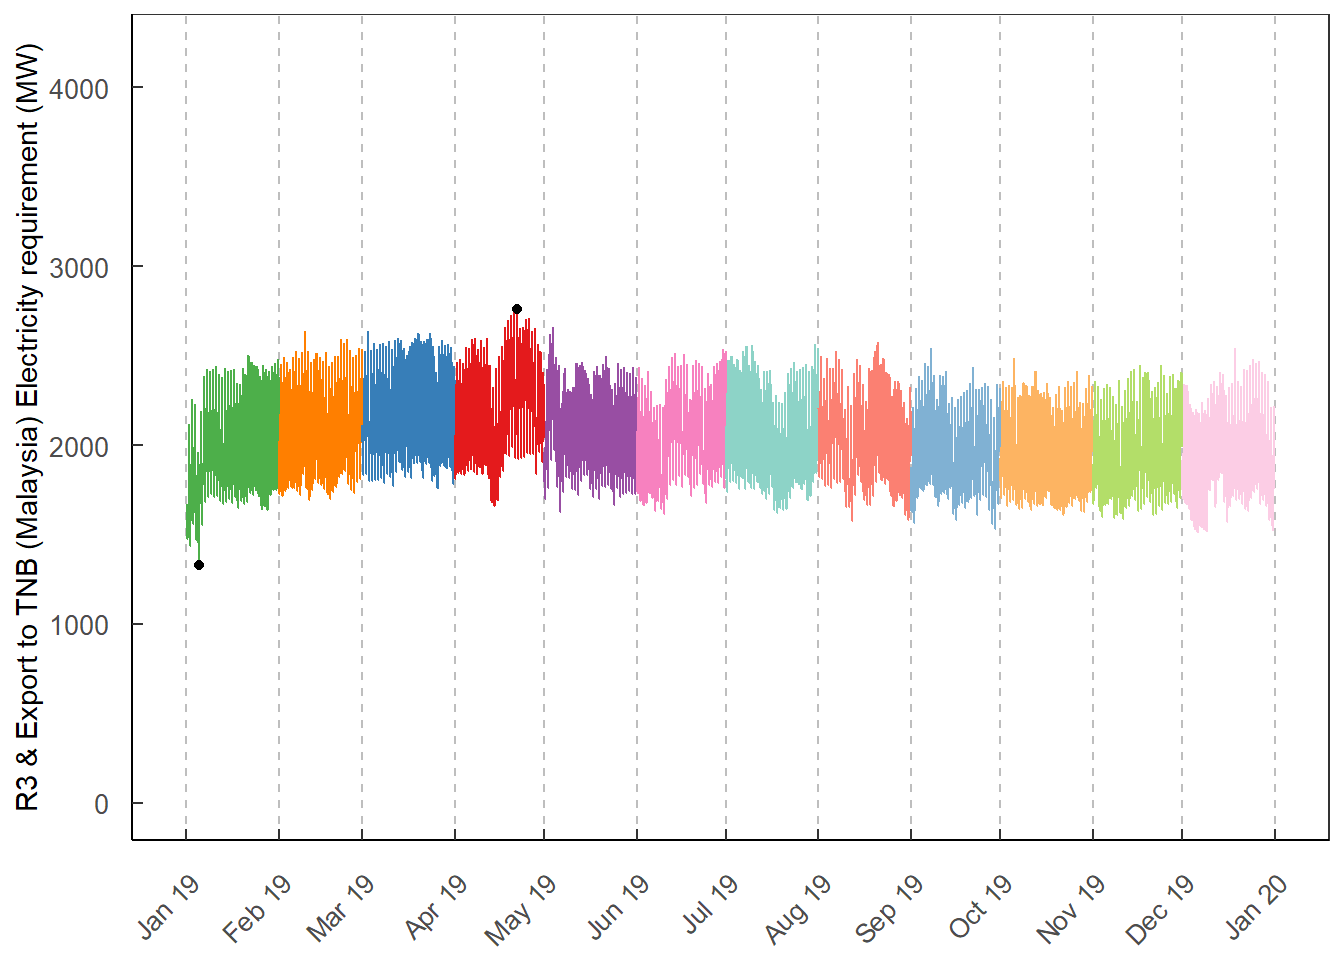 R3 & Export to TNB (Malaysia) Electricity requirement (MW)
4000
3000
2000
1000
0
Jan 19
Feb 19
Mar 19
Apr 19
May 19
Jun 19
Jul 19
Aug 19
Sep 19
Oct 19
Nov 19
Dec 19
Jan 20